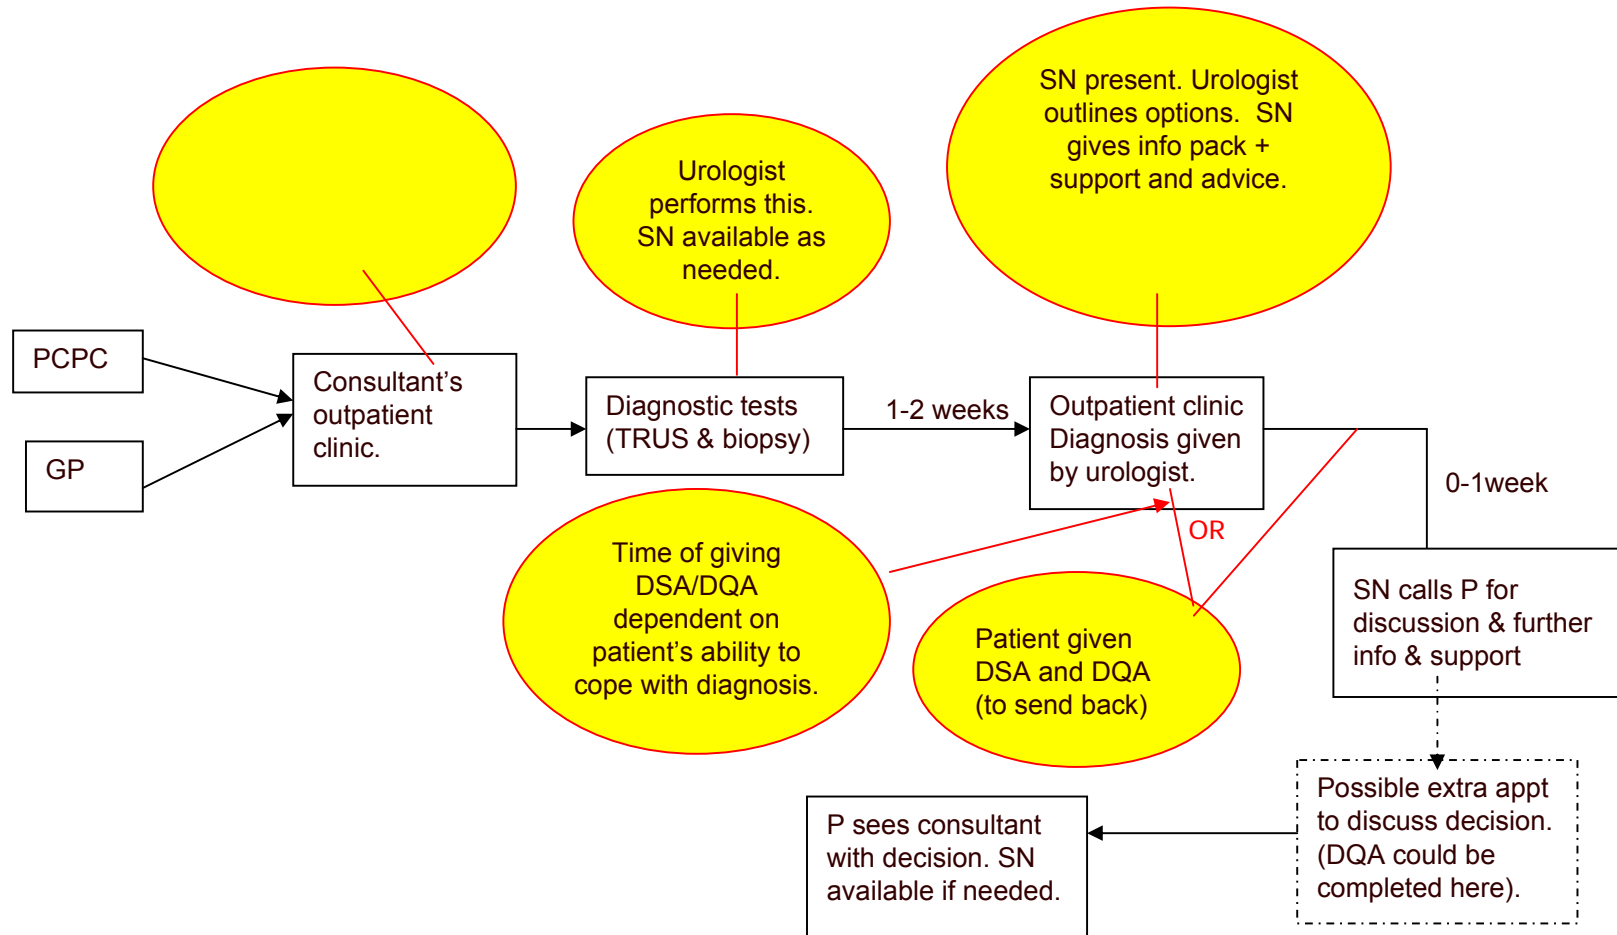 SN present. Urologist
outlines options.  SN
gives info pack +
support and advice.
Urologist
performs this.
SN available as
needed.
PCPC
GP
Consultant’s
outpatient
clinic.
Diagnostic tests
(TRUS & biopsy)
1-2 weeks
Outpatient clinic
Diagnosis given
by urologist.
0-1week
OR
Time of giving
DSA/DQA
dependent on
patient’s ability to
cope with diagnosis.
Patient given
DSA and DQA
(to send back)
SN calls P for
discussion & further
info & support
Possible extra appt
to discuss decision.
(DQA could be
completed here).
P sees consultant
with decision. SN
available if needed.